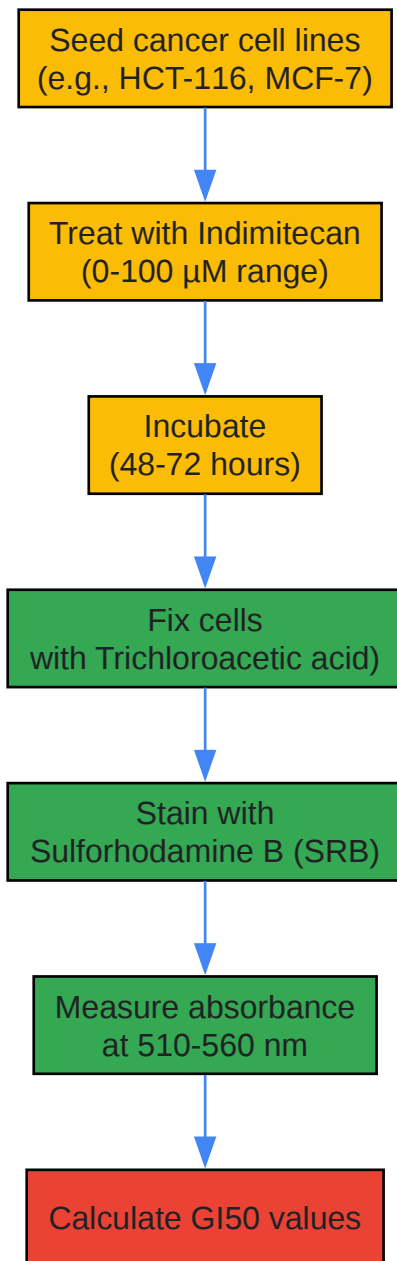 Seed cancer cell lines
(e.g., HCT-116, MCF-7)
Treat with Indimitecan
(0-100 µM range)
Incubate
(48-72 hours)
Fix cells
with Trichloroacetic acid)
Stain with
Sulforhodamine B (SRB)
Measure absorbance
at 510-560 nm
Calculate GI50 values